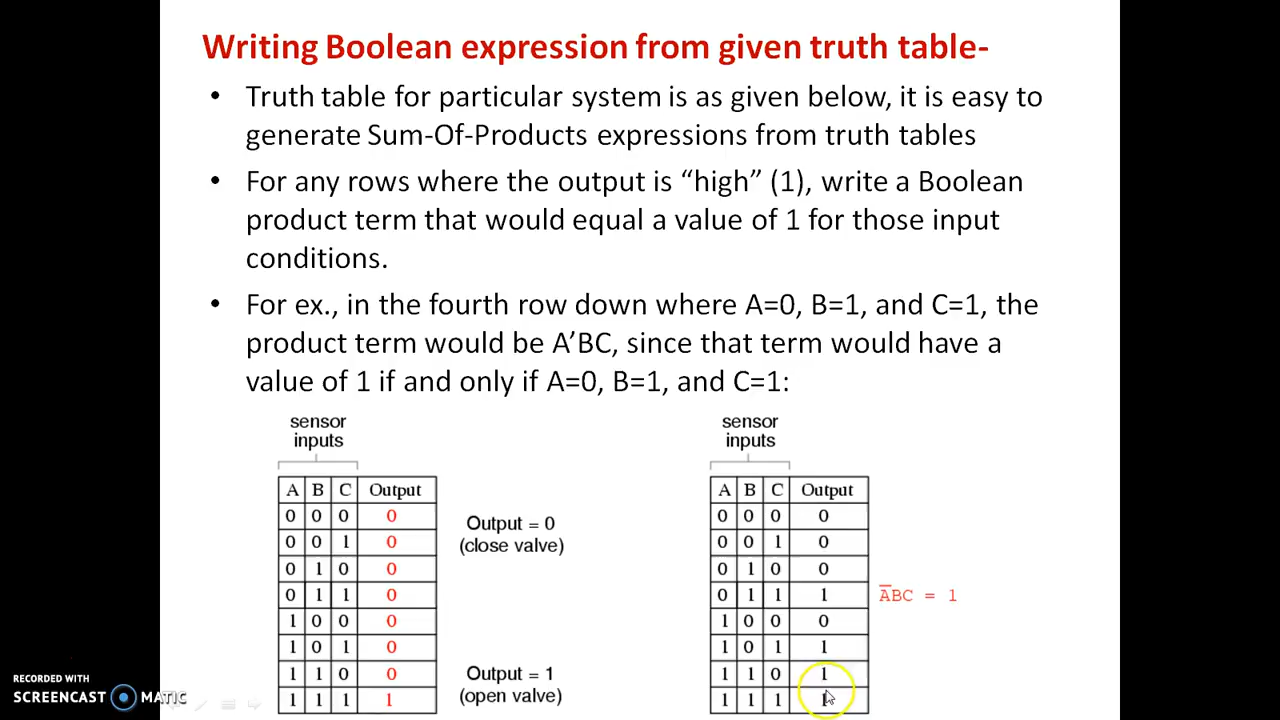 Writing Boolean expression from given truth table-
• Truth table for particular system is as given below, it is easy to
generate Sum-Of-Products expressions from truth tables
• For any rows where the output is “high” (1), write a Boolean
product term that would equal a value of 1 for those input
conditions.
• For ex., in the fourth row down where A=0, B=1, and C=1, the
product term would be A’BC, since that term would have a
value of 1 if and only if A=0, B=1, and C=1:
sensor
inputs
A B C Output
0 0 0 0
0 0 1 0
0 1 0 0
0 1 1 0
1 0 0 0
1 0 1 0
1 1 0 0
1 1 1 1
Output = 0
(close valve)
Output = 1
(open valve)
sensor
inputs
A B C Output
0 0 0 0
0 0 1 0
0 1 0 0
0 1 1 1
1 0 0 0
1 0 1 1
1 1 0 1
1 1 1 1
A̅BC = 1
RECORDED WITH
SCREENCAST MATIC